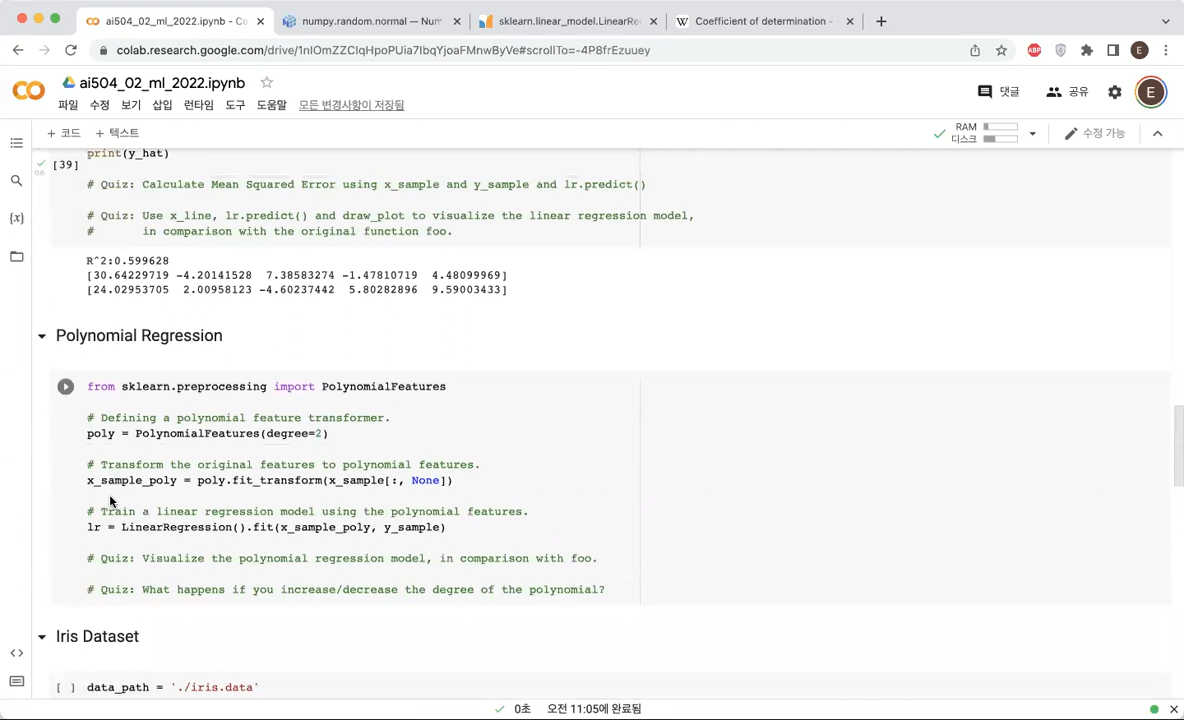 ai504_02_ml_2022.ipynb - Co
numpy.random.normal — Num
sklearn.linear_model.LinearRe
Coefficient of determination -
colab.research.google.com/drive/1nIOmZZClqHpoPUia7IbqYjoaFMnwByVe#scrollTo=-4P8frEzuuey
ABP
E
ai504_02_ml_2022.ipynb
댓글
공유
E
파일 수정 보기 삽입 런타임 도구 도움말 모든 변경사항이 저장됨
+ 코드 + 텍스트
RAM
디스크
수정 가능
print(y_hat)
[39]
# Quiz: Calculate Mean Squared Error using x_sample and y_sample and lr.predict()
# Quiz: Use x_line, lr.predict() and draw_plot to visualize the linear regression model,
# in comparison with the original function foo.
R^2:0.599628
[30.64229719 -4.20141528 7.38583274 -1.47810719 4.48099969]
[24.02953705 2.00958123 -4.60237442 5.80282896 9.59003433]
Polynomial Regression
from sklearn.preprocessing import PolynomialFeatures
# Defining a polynomial feature transformer.
poly = PolynomialFeatures(degree=2)
# Transform the original features to polynomial features.
x_sample_poly = poly.fit_transform(x_sample[:, None])
# Train a linear regression model using the polynomial features.
lr = LinearRegression().fit(x_sample_poly, y_sample)
# Quiz: Visualize the polynomial regression model, in comparison with foo.
# Quiz: What happens if you increase/decrease the degree of the polynomial?
Iris Dataset
[ ] data_path = './iris.data'
0초 오전 11:05에 완료됨